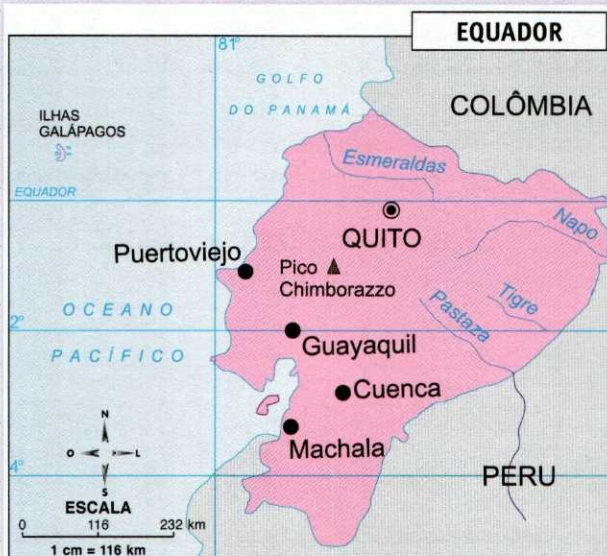 EQUADOR
81°
GOLFO
DO PANAMÁ
COLÔMBIA
ILHAS
GALÁPAGOS
Esmeraldas
EQUADOR
Napo
QUITO
Puertoviejo
Pico
Chimborazzo
Tigre
Pastaza
OCEANO
PACÍFICO
2°
Guayaquil
Cuenca
Machala
N
O
L
S
PERU
4°
ESCALA
0 116 232 km
1 cm = 116 km